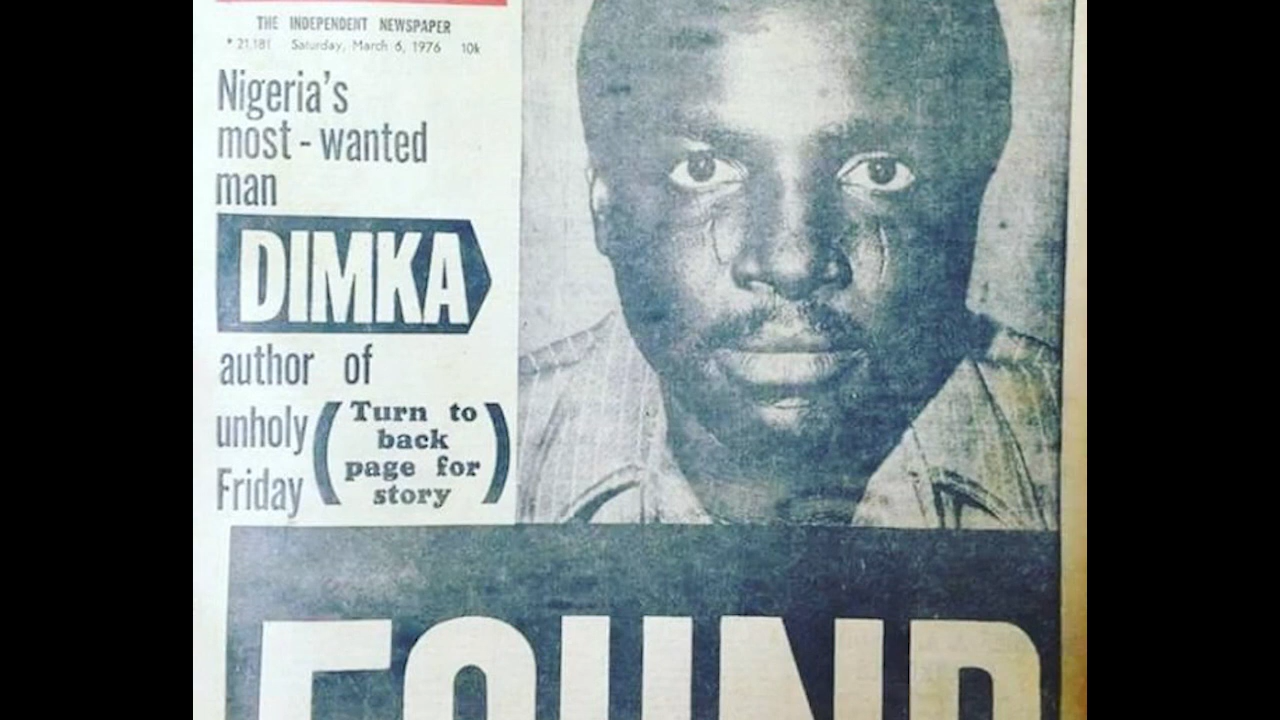 THE INDEPENDENT NEWSPAPER
* 21,181 Saturday, March 6, 1976 10k
Nigeria's
most-wanted
man
DIMKA
author of
unholy
Friday
(Turn to
back
page for
story)
FOUND